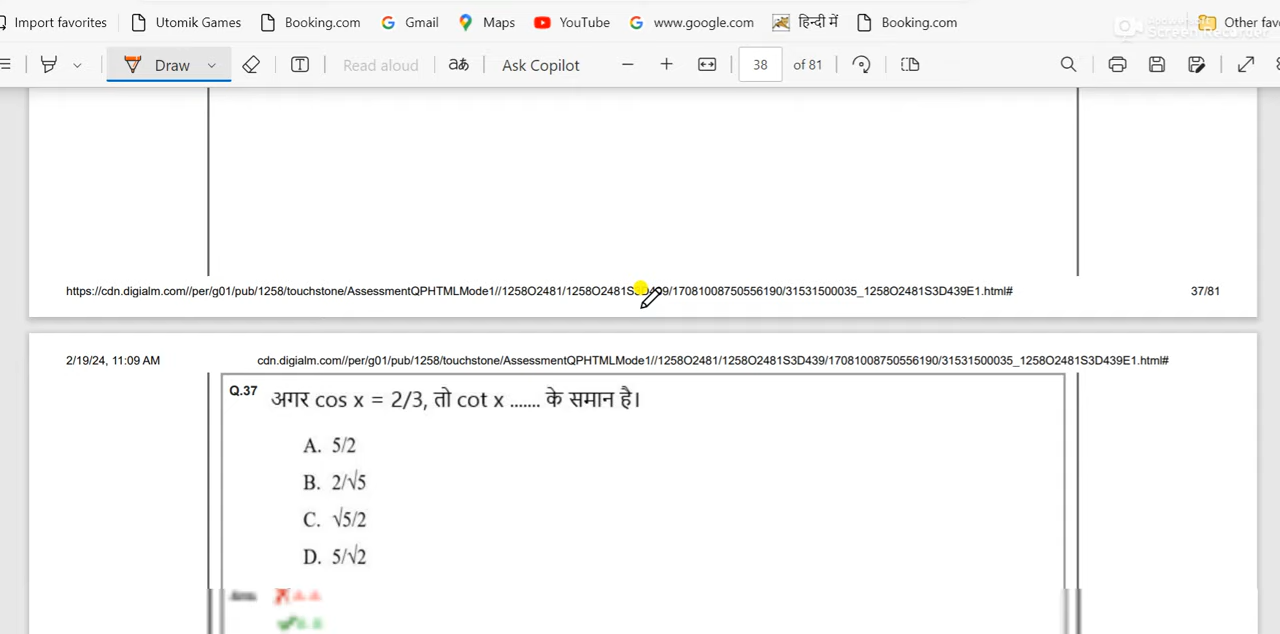 Import favorites Utomik Games Booking.com Gmail Maps YouTube www.google.com हिन्दी में Booking.com Other fav
Draw Read aloud aあ Ask Copilot 38 of 81
https://cdn.digialm.com//per/g01/pub/1258/touchstone/AssessmentQPHTMLMode1//1258O2481/1258O2481S3D439/17081008750556190/31531500035_1258O2481S3D439E1.html# 37/81
2/19/24, 11:09 AM cdn.digialm.com//per/g01/pub/1258/touchstone/AssessmentQPHTMLMode1//1258O2481/1258O2481S3D439/17081008750556190/31531500035_1258O2481S3D439E1.html#
Q.37 अगर cos x = 2/3, तो cot x ....... के समान है।
A. 5/2
B. 2/√5
C. √5/2
D. 5/√2